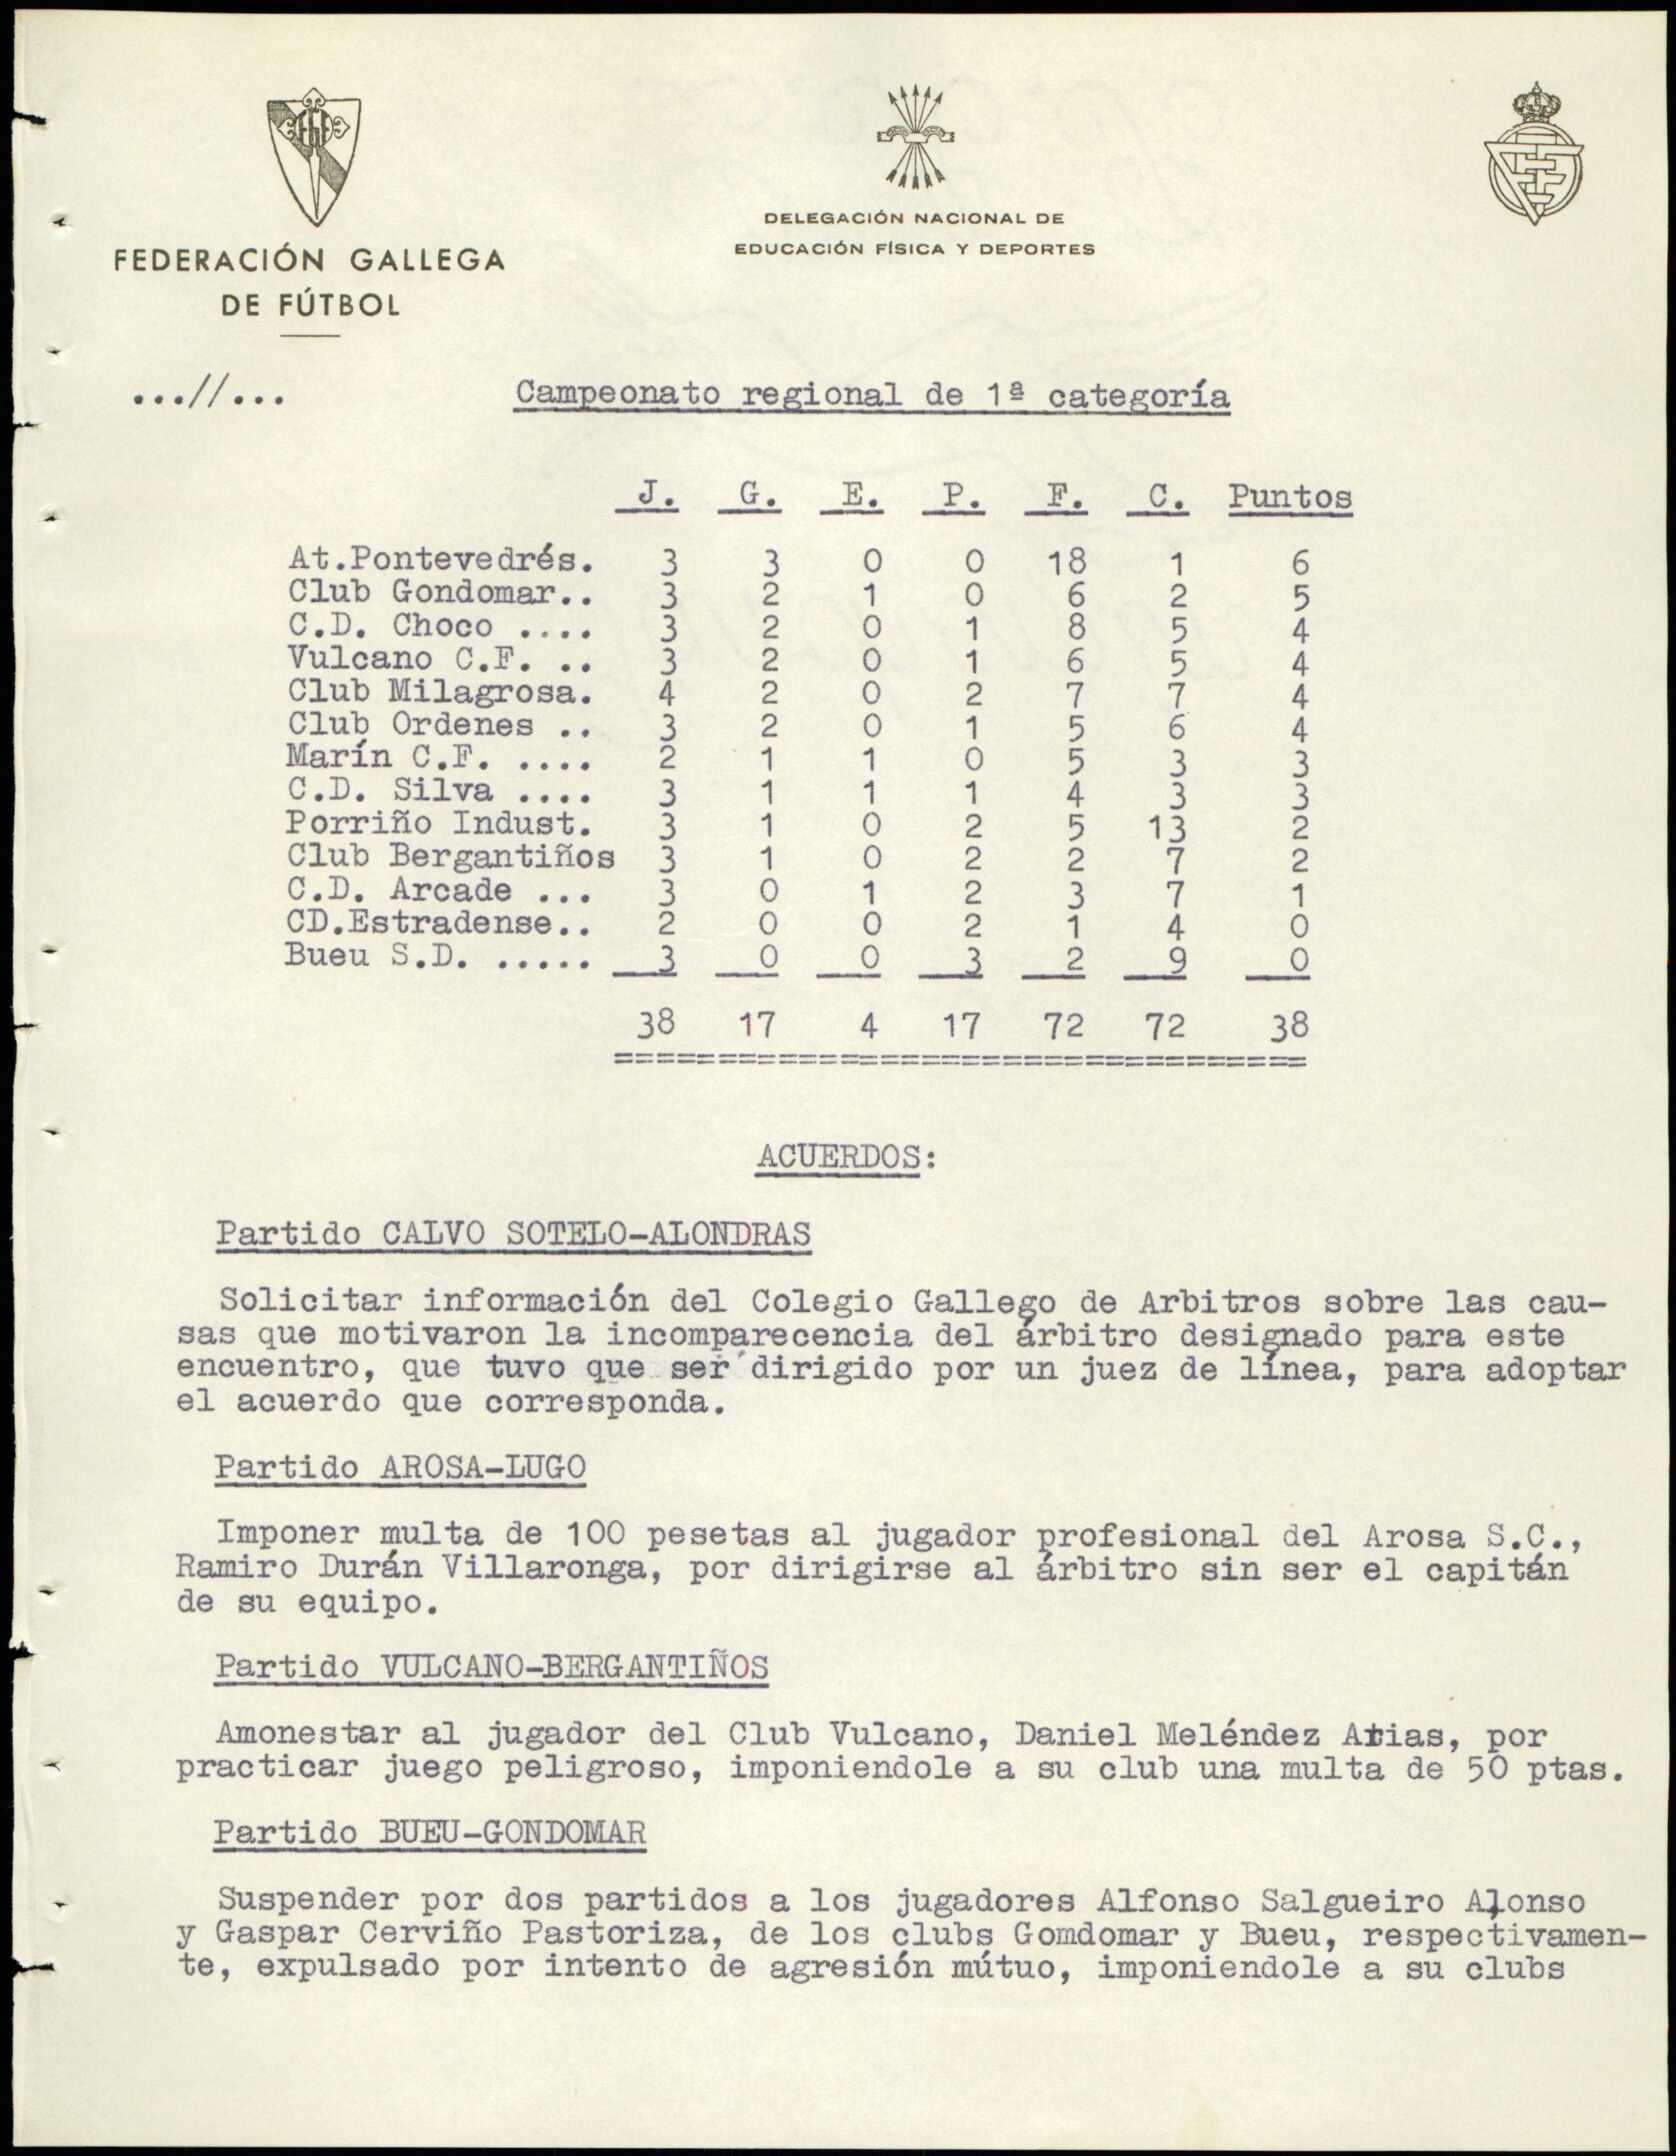 FEDERACIÓN GALLEGA
DE FÚTBOL
DELEGACIÓN NACIONAL DE
EDUCACIÓN FÍSICA Y DEPORTES
...//... Campeonato regional de 1ª categoría
J. G. E. P. F. C. Puntos
At.Pontevedrés. 3 3 0 0 18 1 6
Club Gondomar.. 3 2 1 0 6 2 5
C.D. Choco .... 3 2 0 1 8 5 4
Vulcano C.F. .. 3 2 0 1 6 5 4
Club Milagrosa. 4 2 0 2 7 7 4
Club Ordenes .. 3 2 0 1 5 6 4
Marín C.F. .... 2 1 1 0 5 3 3
C.D. Silva .... 3 1 1 1 4 3 3
Porriño Indust. 3 1 0 2 5 13 2
Club Bergantiños 3 1 0 2 2 7 2
C.D. Arcade ... 3 0 1 2 3 7 1
CD.Estradense.. 2 0 0 2 1 4 0
Bueu S.D. ..... 3 0 0 3 2 9 0
38 17 4 17 72 72 38
==================================
ACUERDOS:
Partido CALVO SOTELO-ALONDRAS
Solicitar información del Colegio Gallego de Arbitros sobre las cau-
sas que motivaron la incomparecencia del árbitro designado para este
encuentro, que tuvo que ser dirigido por un juez de línea, para adoptar
el acuerdo que corresponda.
Partido AROSA-LUGO
Imponer multa de 100 pesetas al jugador profesional del Arosa S.C.,
Ramiro Durán Villaronga, por dirigirse al árbitro sin ser el capitán
de su equipo.
Partido VULCANO-BERGANTIÑOS
Amonestar al jugador del Club Vulcano, Daniel Meléndez Arias, por
practicar juego peligroso, imponiendole a su club una multa de 50 ptas.
Partido BUEU-GONDOMAR
Suspender por dos partidos a los jugadores Alfonso Salgueiro Alonso
y Gaspar Cerviño Pastoriza, de los clubs Gomdomar y Bueu, respectivamen-
te, expulsado por intento de agresión mútuo, imponiendole a su clubs